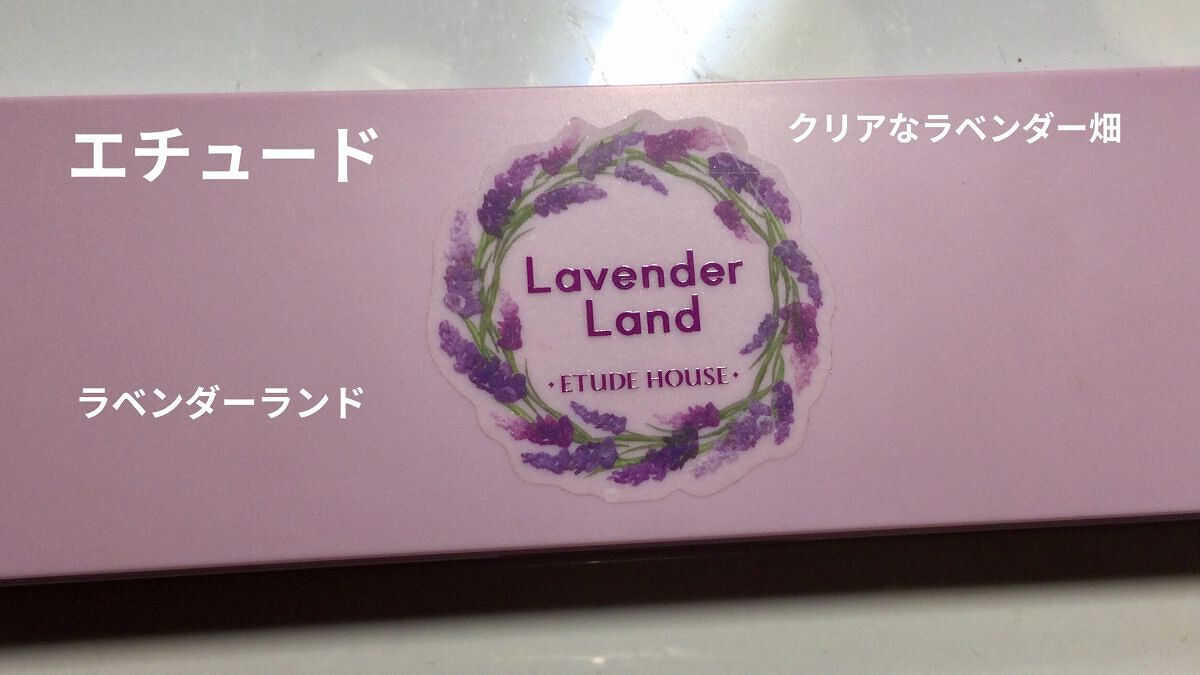 エチュード
クリアなラベンダー畑
Lavender
Land
・ETUDE HOUSE・
ラベンダーランド